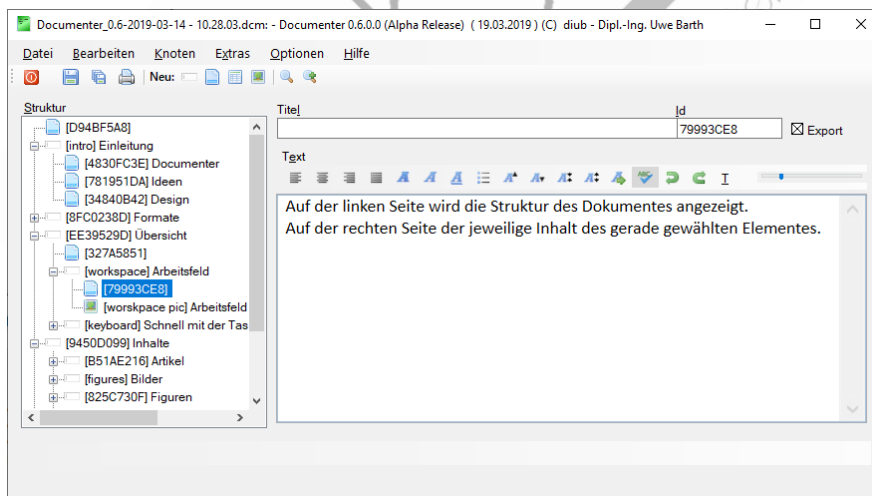 Documenter_0.6-2019-03-14 - 10.28.03.dcm: - Documenter 0.6.0.0 (Alpha Release) ( 19.03.2019 ) (C) diub - Dipl.-Ing. Uwe Barth
Datei Bearbeiten Knoten Extras Optionen Hilfe
Neu:
Struktur
[D94BF5A8]
[intro] Einleitung
[4830FC3E] Documenter
[781951DA] Ideen
[34840B42] Design
[8FC0238D] Formate
[EE39529D] Übersicht
[327A5851]
[workspace] Arbeitsfeld
[79993CE8]
[worskpace pic] Arbeitsfeld
[keyboard] Schnell mit der Tas
[9450D099] Inhalte
[B51AE216] Artikel
[figures] Bilder
[825C730F] Figuren
Titel Id
79993CE8 Export
Text
Auf der linken Seite wird die Struktur des Dokumentes angezeigt.
Auf der rechten Seite der jeweilige Inhalt des gerade gewählten Elementes.